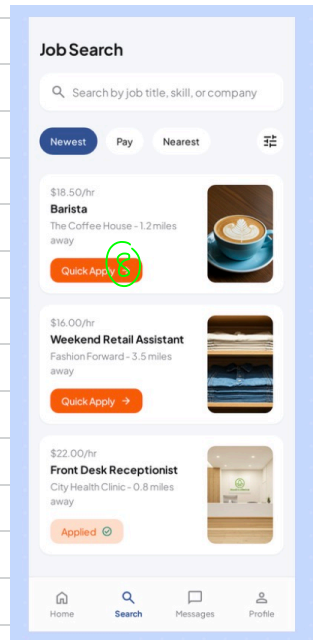 Job Search
Search by job title, skill, or company
Newest Pay Nearest
$18.50/hr
Barista
The Coffee House - 1.2 miles
away
Quick Apply
8
$16.00/hr
Weekend Retail Assistant
Fashion Forward - 3.5 miles
away
Quick Apply →
$22.00/hr
Front Desk Receptionist
City Health Clinic - 0.8 miles
away
Applied
Home Search Messages Profile